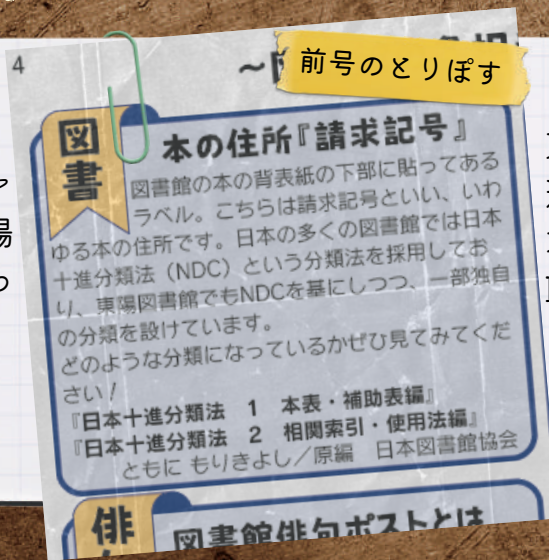 4
前号のとりぽす
図書
本の住所『請求記号』
図書館の本の背表紙の下部に貼ってある
ラベル。こちらは請求記号といい、いわ
ゆる本の住所です。日本の多くの図書館では日本
十進分類法（NDC）という分類法を採用してお
り、東陽図書館でもNDCを基にしつつ、一部独自
の分類を設けています。
どのような分類になっているかぜひ見てみてくだ
さい！
『日本十進分類法 1 本表・補助表編』
『日本十進分類法 2 相関索引・使用法編』
ともに もりきよし／原編 日本図書館協会
俳
図書館俳句ポストとは